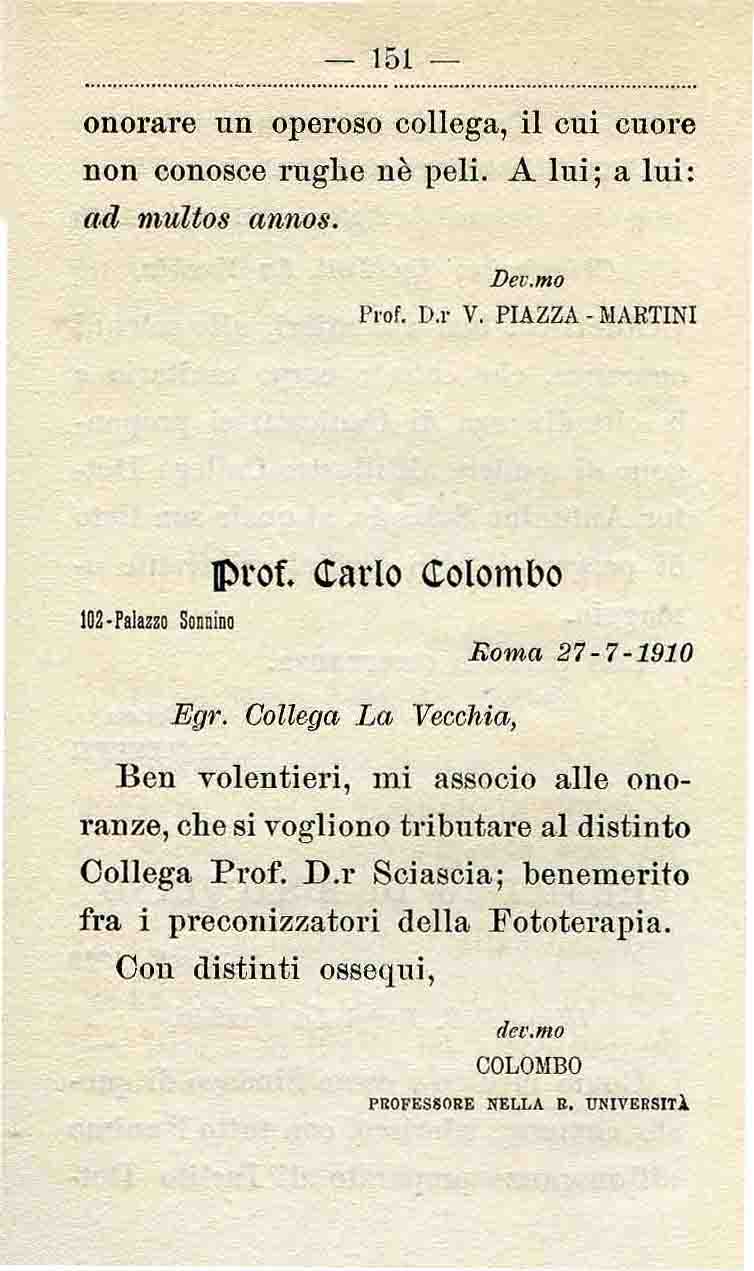 — 151 —
onorare un operoso collega, il cui cuore
non conosce rughe nè peli. A lui; a lui:
ad multos annos.
Dev.mo
Prof. D.r V. PIAZZA - MARTINI
Prof. Carlo Colombo
102-Palazzo Sonnino
Roma 27-7-1910
Egr. Collega La Vecchia,
Ben volentieri, mi associo alle ono-
ranze, che si vogliono tributare al distinto
Collega Prof. D.r Sciascia; benemerito
fra i preconizzatori della Fototerapia.
Con distinti ossequi,
dev.mo
COLOMBO
PROFESSORE NELLA R. UNIVERSITÀ